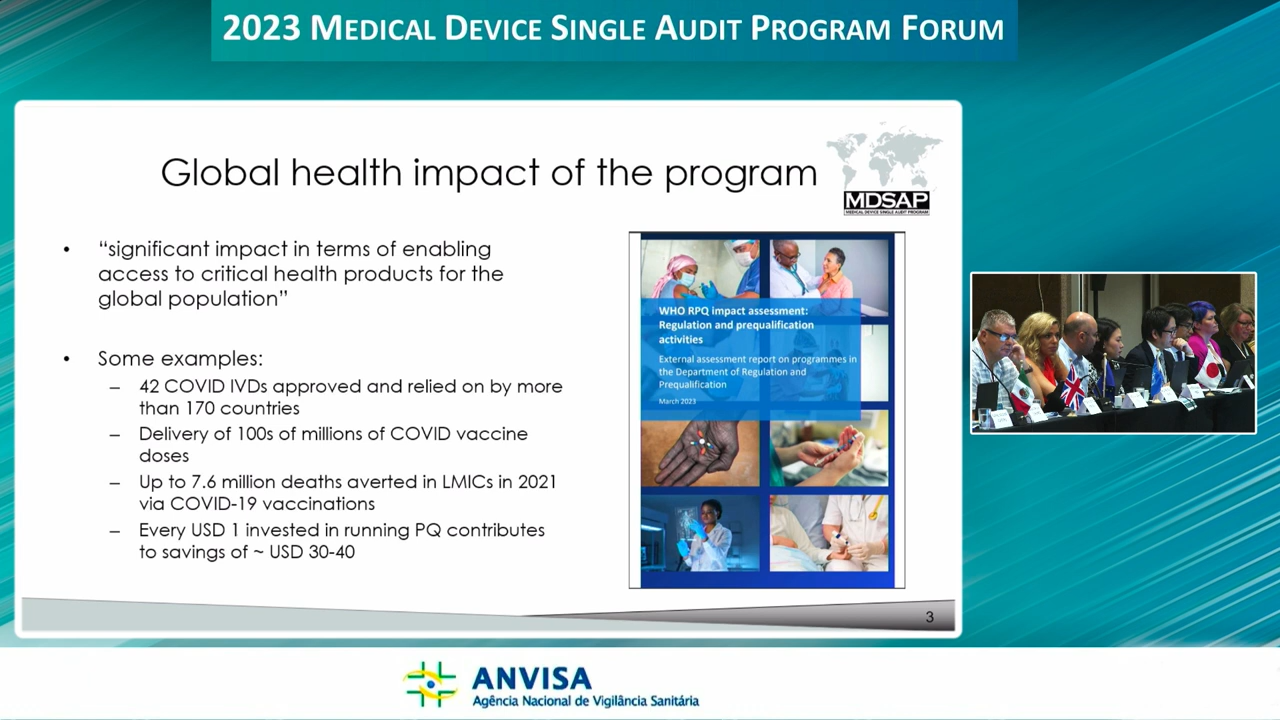 2023 MEDICAL DEVICE SINGLE AUDIT PROGRAM FORUM
Global health impact of the program
MDSAP
MEDICAL DEVICE SINGLE AUDIT PROGRAM
• “significant impact in terms of enabling
access to critical health products for the
global population”
• Some examples:
– 42 COVID IVDs approved and relied on by more
than 170 countries
– Delivery of 100s of millions of COVID vaccine
doses
– Up to 7.6 million deaths averted in LMICs in 2021
via COVID-19 vaccinations
– Every USD 1 invested in running PQ contributes
to savings of ~ USD 30-40
WHO RPQ impact assessment:
Regulation and prequalification
activities
External assessment report on programmes in
the Department of Regulation and
Prequalification
March 2023
3
ANVISA
Agência Nacional de Vigilância Sanitária